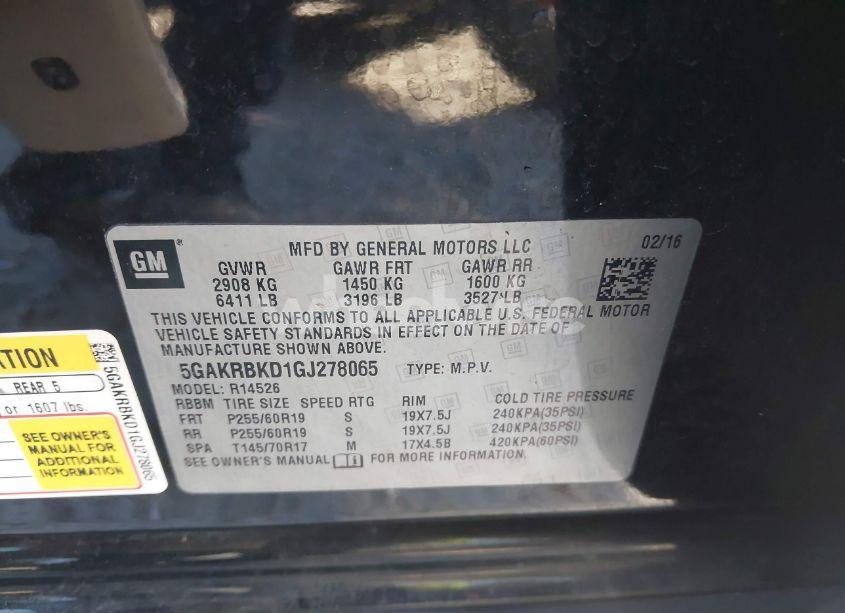 GM
MFD BY GENERAL MOTORS LLC
02/16
GVWR GAWR FRT GAWR RR
2908 KG 1450 KG 1600 KG
6411 LB 3196 LB 3527 LB
THIS VEHICLE CONFORMS TO ALL APPLICABLE U.S. FEDERAL MOTOR
VEHICLE SAFETY STANDARDS IN EFFECT ON THE DATE OF
MANUFACTURE SHOWN ABOVE.
5GAKRBKD1GJ278065 TYPE: M.P.V.
MODEL: R14526
RBBM TIRE SIZE SPEED RTG RIM COLD TIRE PRESSURE
FRT P255/60R19 S 19X7.5J 240KPA(35PSI)
RR P255/60R19 S 19X7.5J 240KPA(35PSI)
SPA T145/70R17 M 17X4.5B 420KPA(60PSI)
SEE OWNER'S MANUAL FOR MORE INFORMATION.
REAR 5
or 1607 lbs.
SEE OWNER'S
MANUAL FOR
ADDITIONAL
INFORMATION
5GAKRBKD1GJ278065